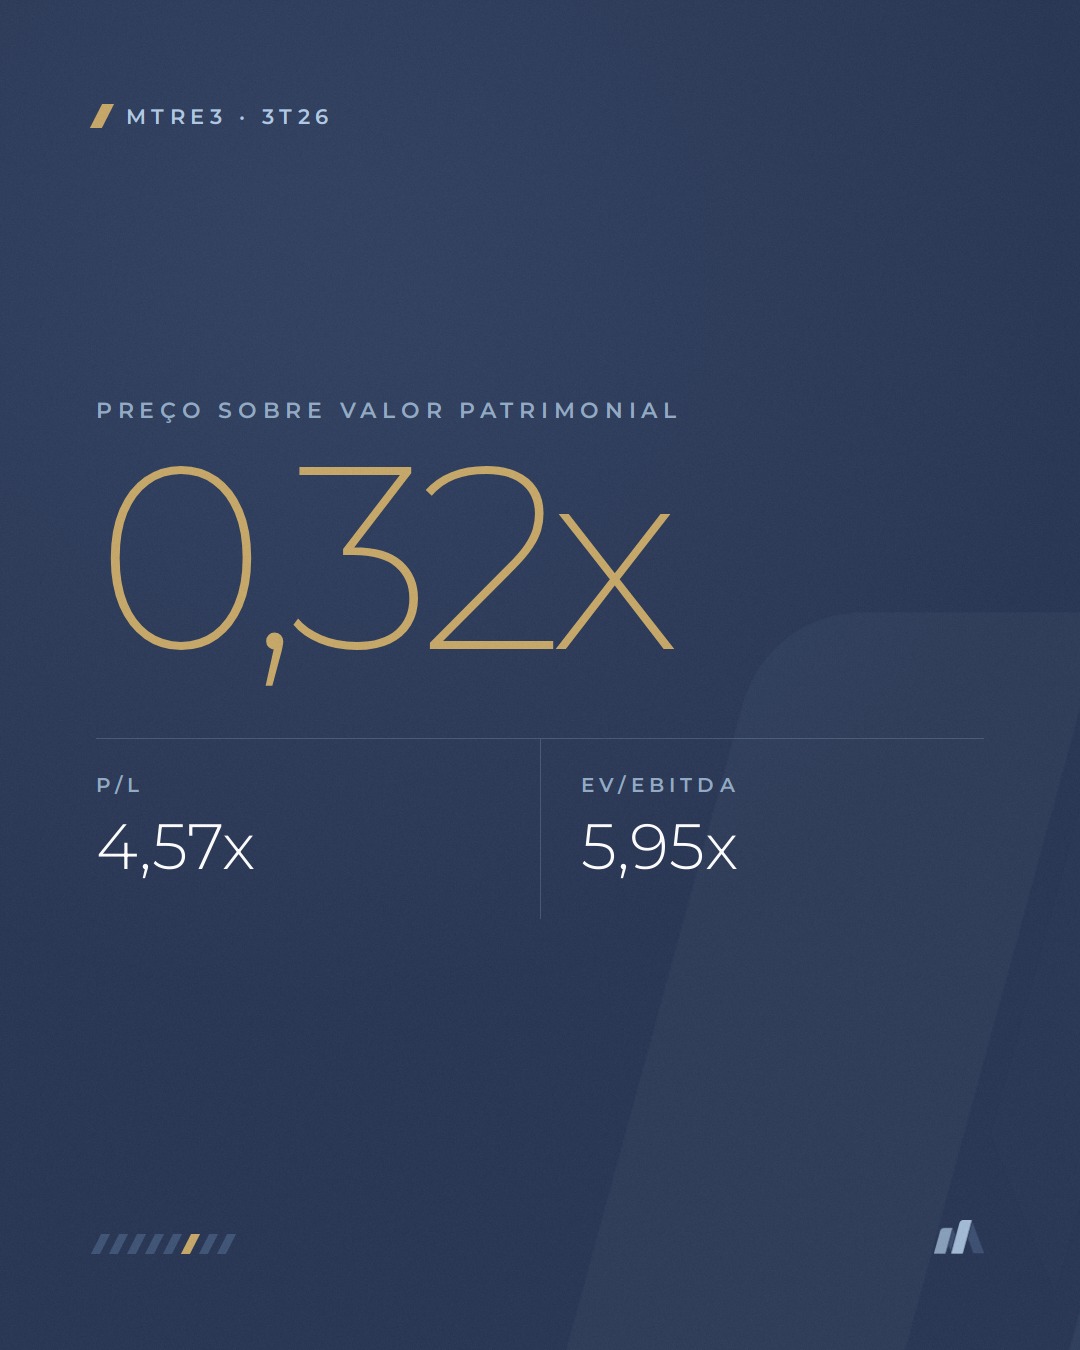 MTRE3 · 3T26
PREÇO SOBRE VALOR PATRIMONIAL
0,32x
P/L
4,57x
EV/EBITDA
5,95x